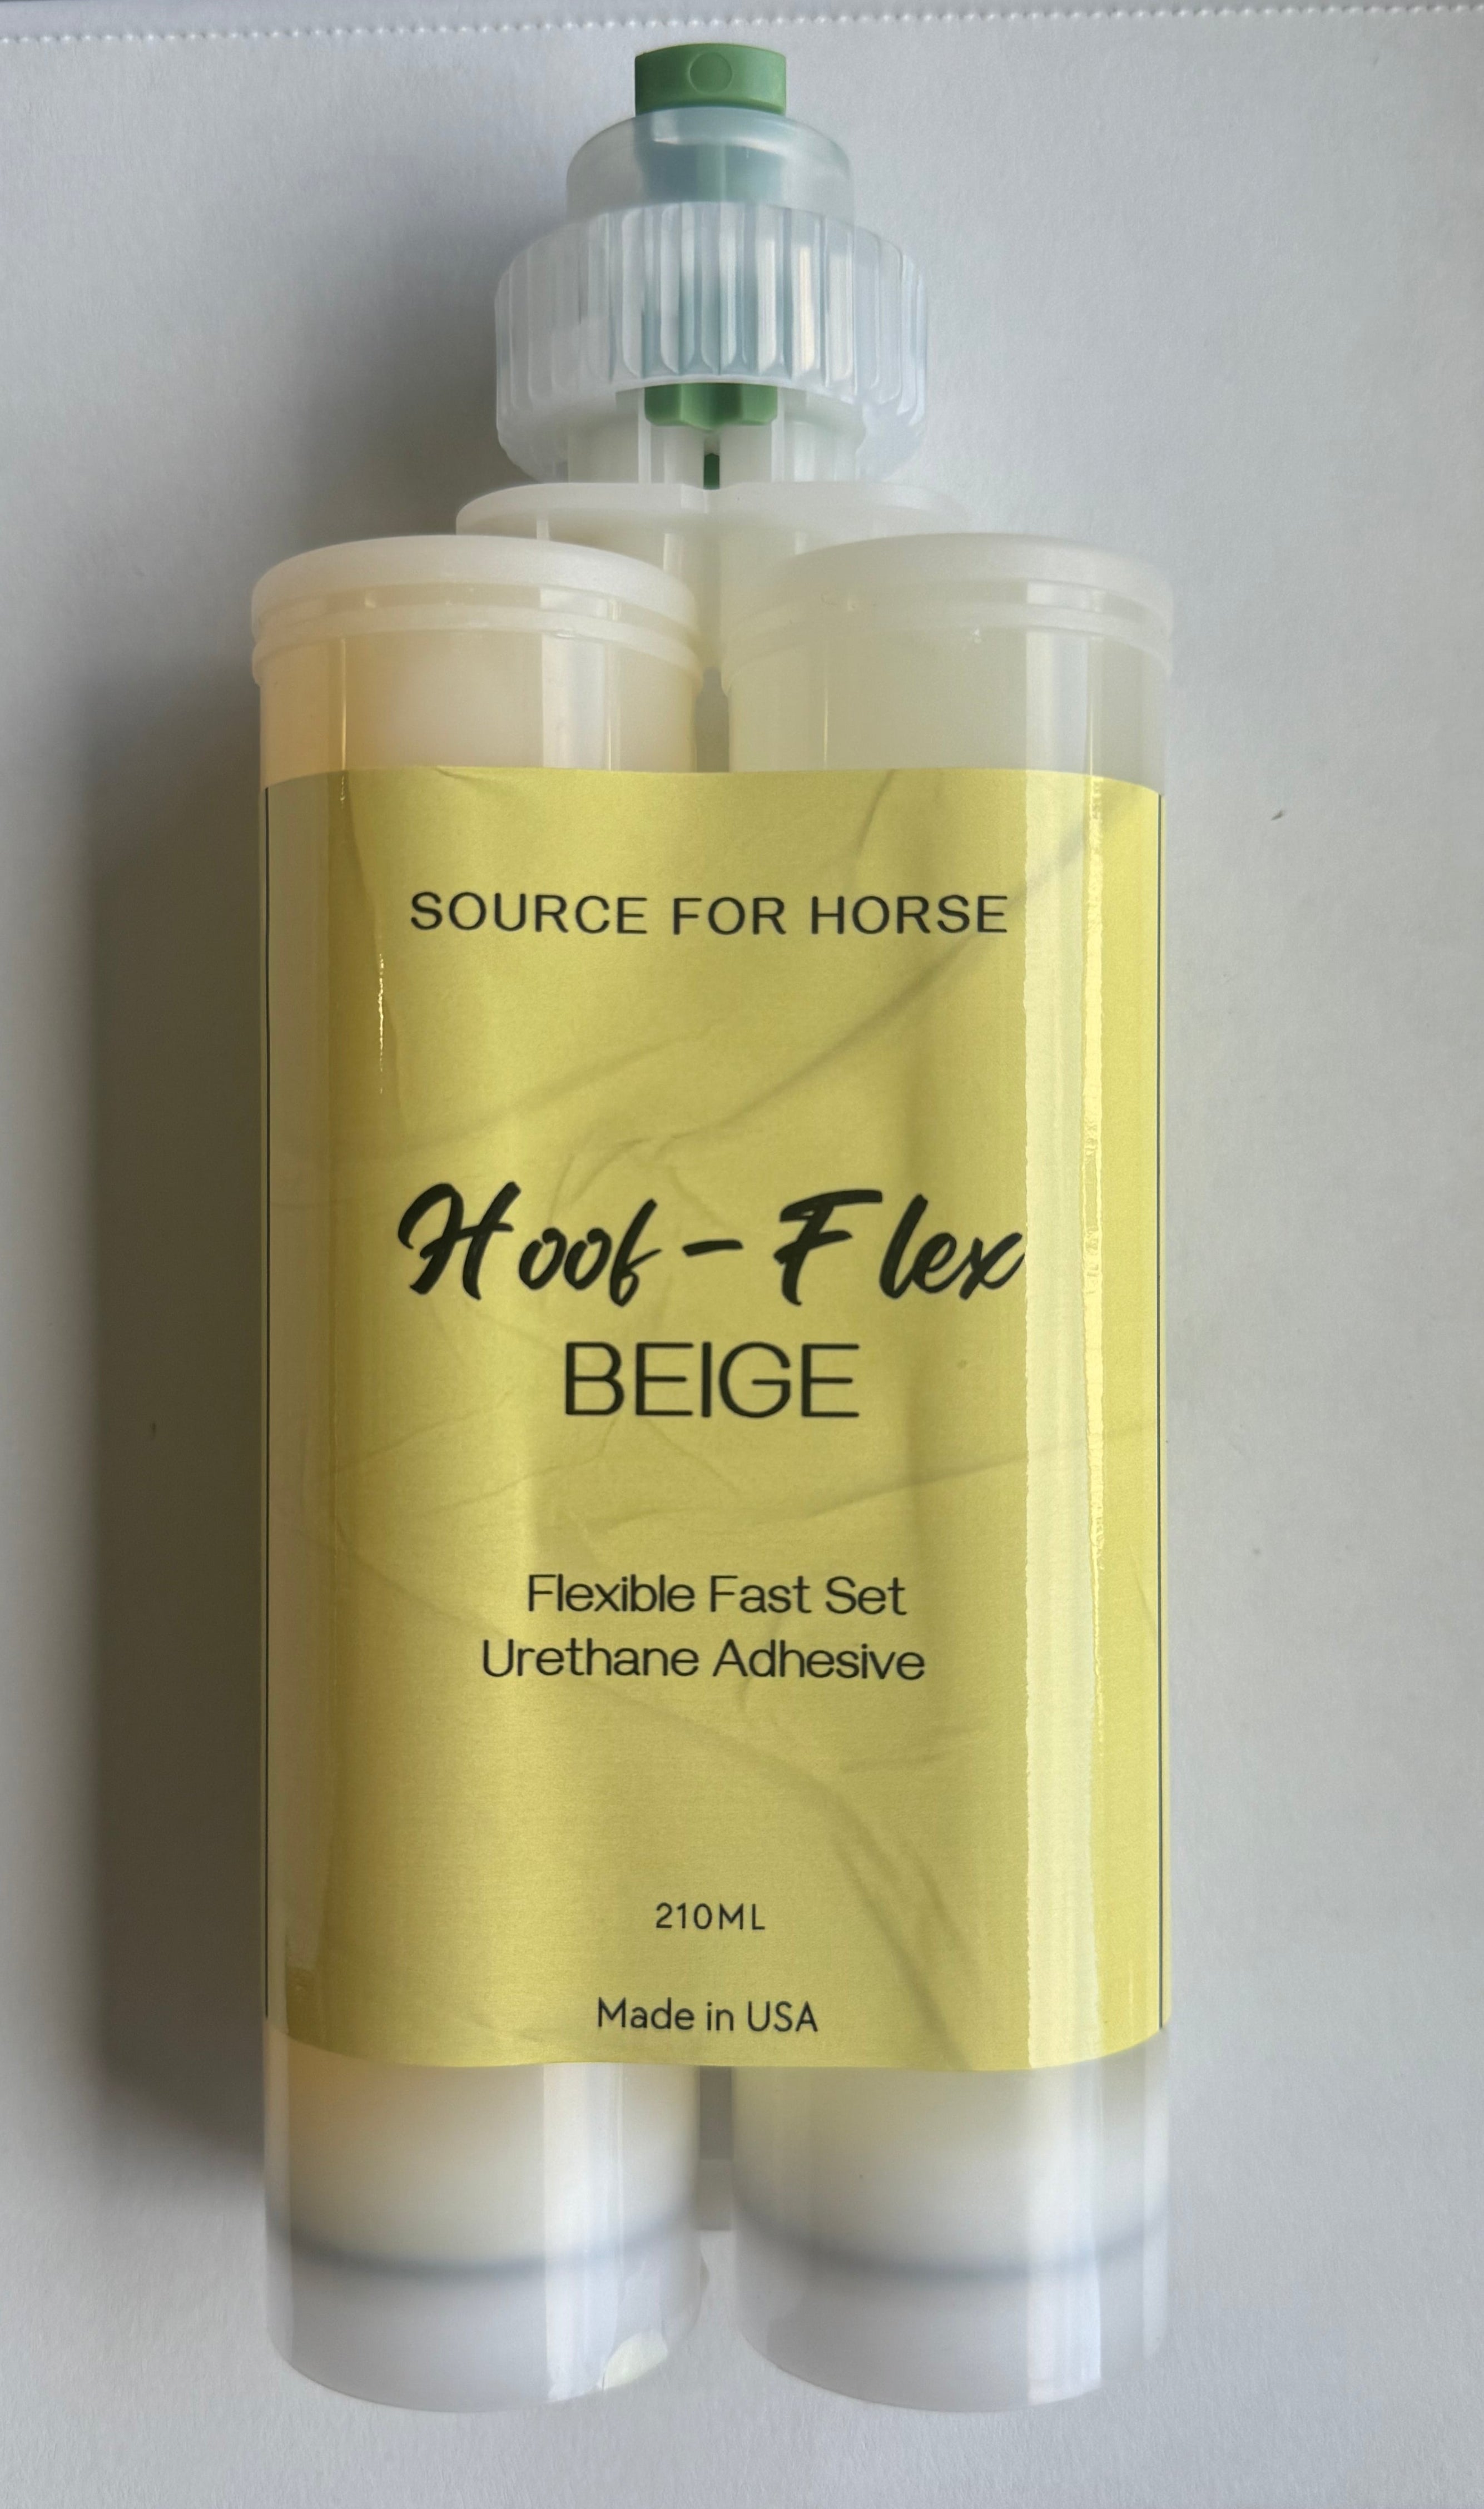 SOURCE FOR HORSE
Hoof-Flex
BEIGE
Flexible Fast Set
Urethane Adhesive
210ML
Made in USA